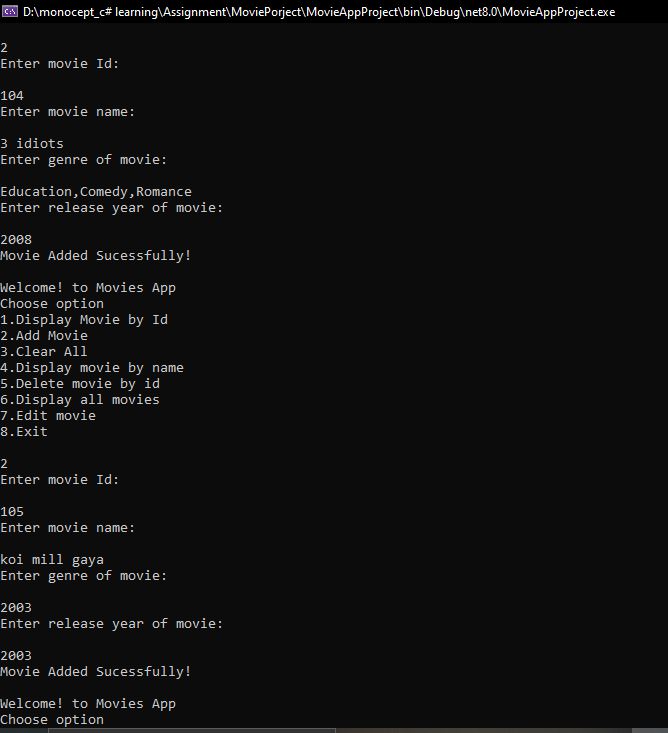 D:\monocept_c# learning\Assignment\MoviePorject\MovieAppProject\bin\Debug\net8.0\MovieAppProject.exe
2
Enter movie Id:
104
Enter movie name:
3 idiots
Enter genre of movie:
Education,Comedy,Romance
Enter release year of movie:
2008
Movie Added Sucessfully!
Welcome! to Movies App
Choose option
1.Display Movie by Id
2.Add Movie
3.Clear All
4.Display movie by name
5.Delete movie by id
6.Display all movies
7.Edit movie
8.Exit
2
Enter movie Id:
105
Enter movie name:
koi mill gaya
Enter genre of movie:
2003
Enter release year of movie:
2003
Movie Added Sucessfully!
Welcome! to Movies App
Choose option